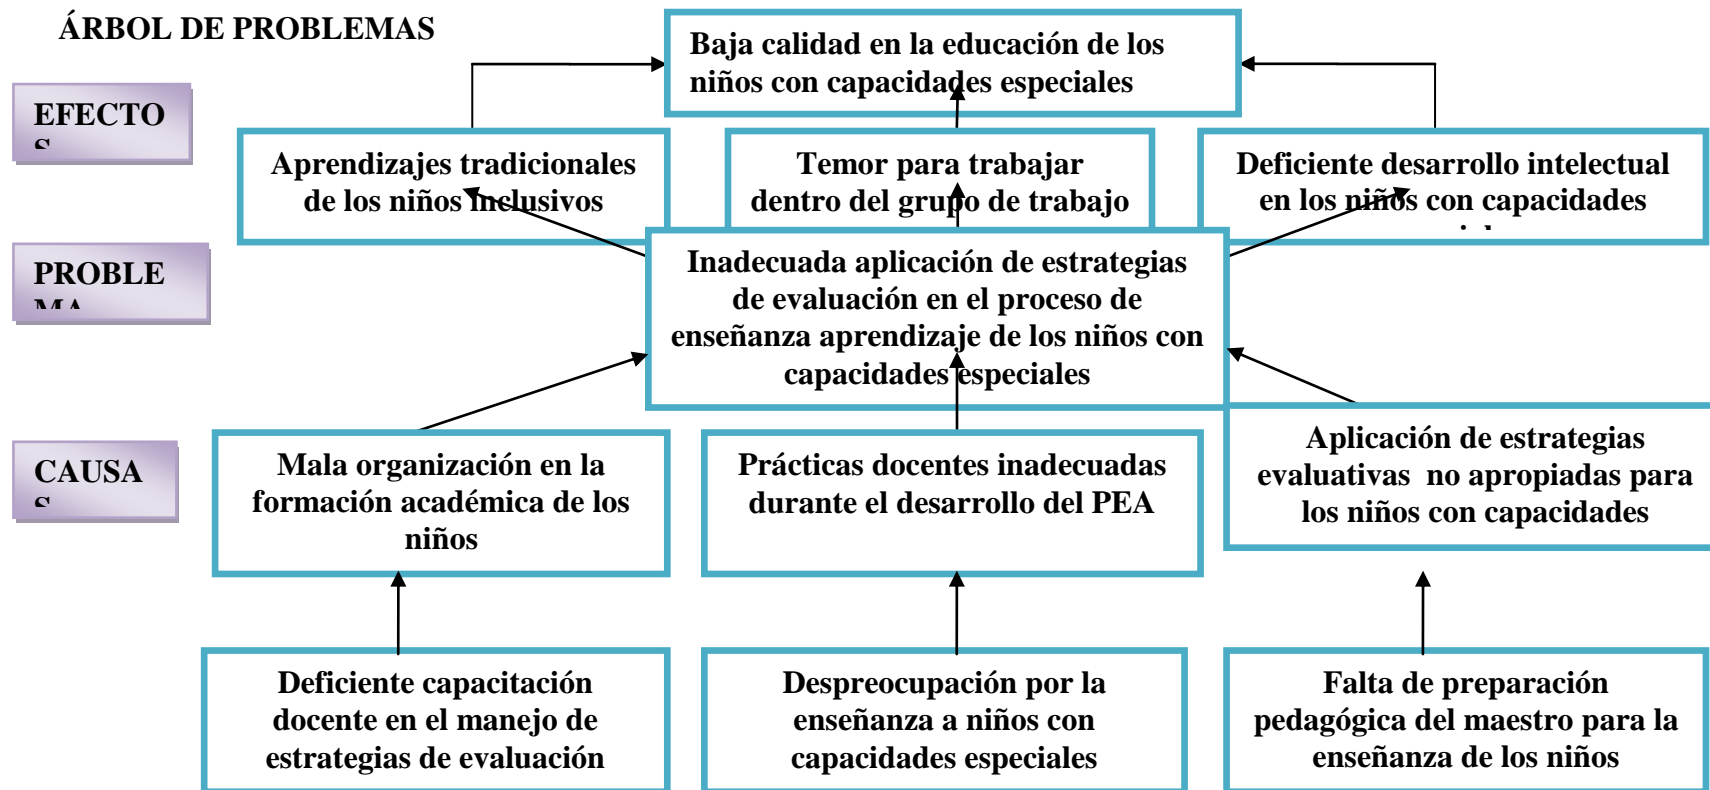 ÁRBOL DE PROBLEMAS
Baja calidad en la educación de los
niños con capacidades especiales
EFECTO
S
Aprendizajes tradicionales
de los niños inclusivos
Temor para trabajar
dentro del grupo de trabajo
Deficiente desarrollo intelectual
en los niños con capacidades
PROBLE
MA
Inadecuada aplicación de estrategias
de evaluación en el proceso de
enseñanza aprendizaje de los niños con
capacidades especiales
CAUSA
S
Mala organización en la
formación académica de los
niños
Prácticas docentes inadecuadas
durante el desarrollo del PEA
Aplicación de estrategias
evaluativas  no apropiadas para
los niños con capacidades
Deficiente capacitación
docente en el manejo de
estrategias de evaluación
Despreocupación por la
enseñanza a niños con
capacidades especiales
Falta de preparación
pedagógica del maestro para la
enseñanza de los niños